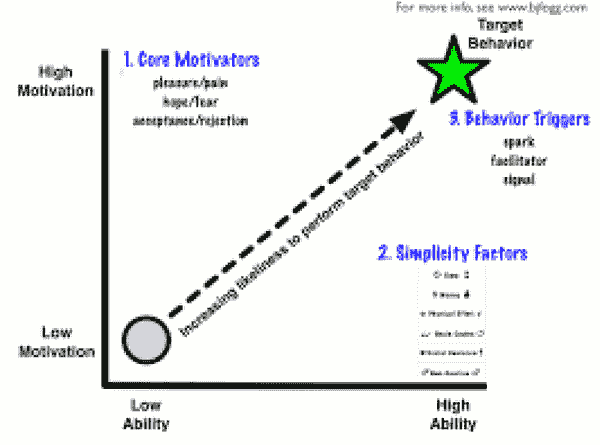 For more info, see www.bjfogg.com
Target
Behavior
High
Motivation
1. Core Motivators
pleasure/pain
hope/fear
acceptance/rejection
3. Behavior Triggers
spark
facilitator
signal
Increasing likeliness to perform target behavior
2. Simplicity Factors
Low
Motivation
Low
Ability
High
Ability